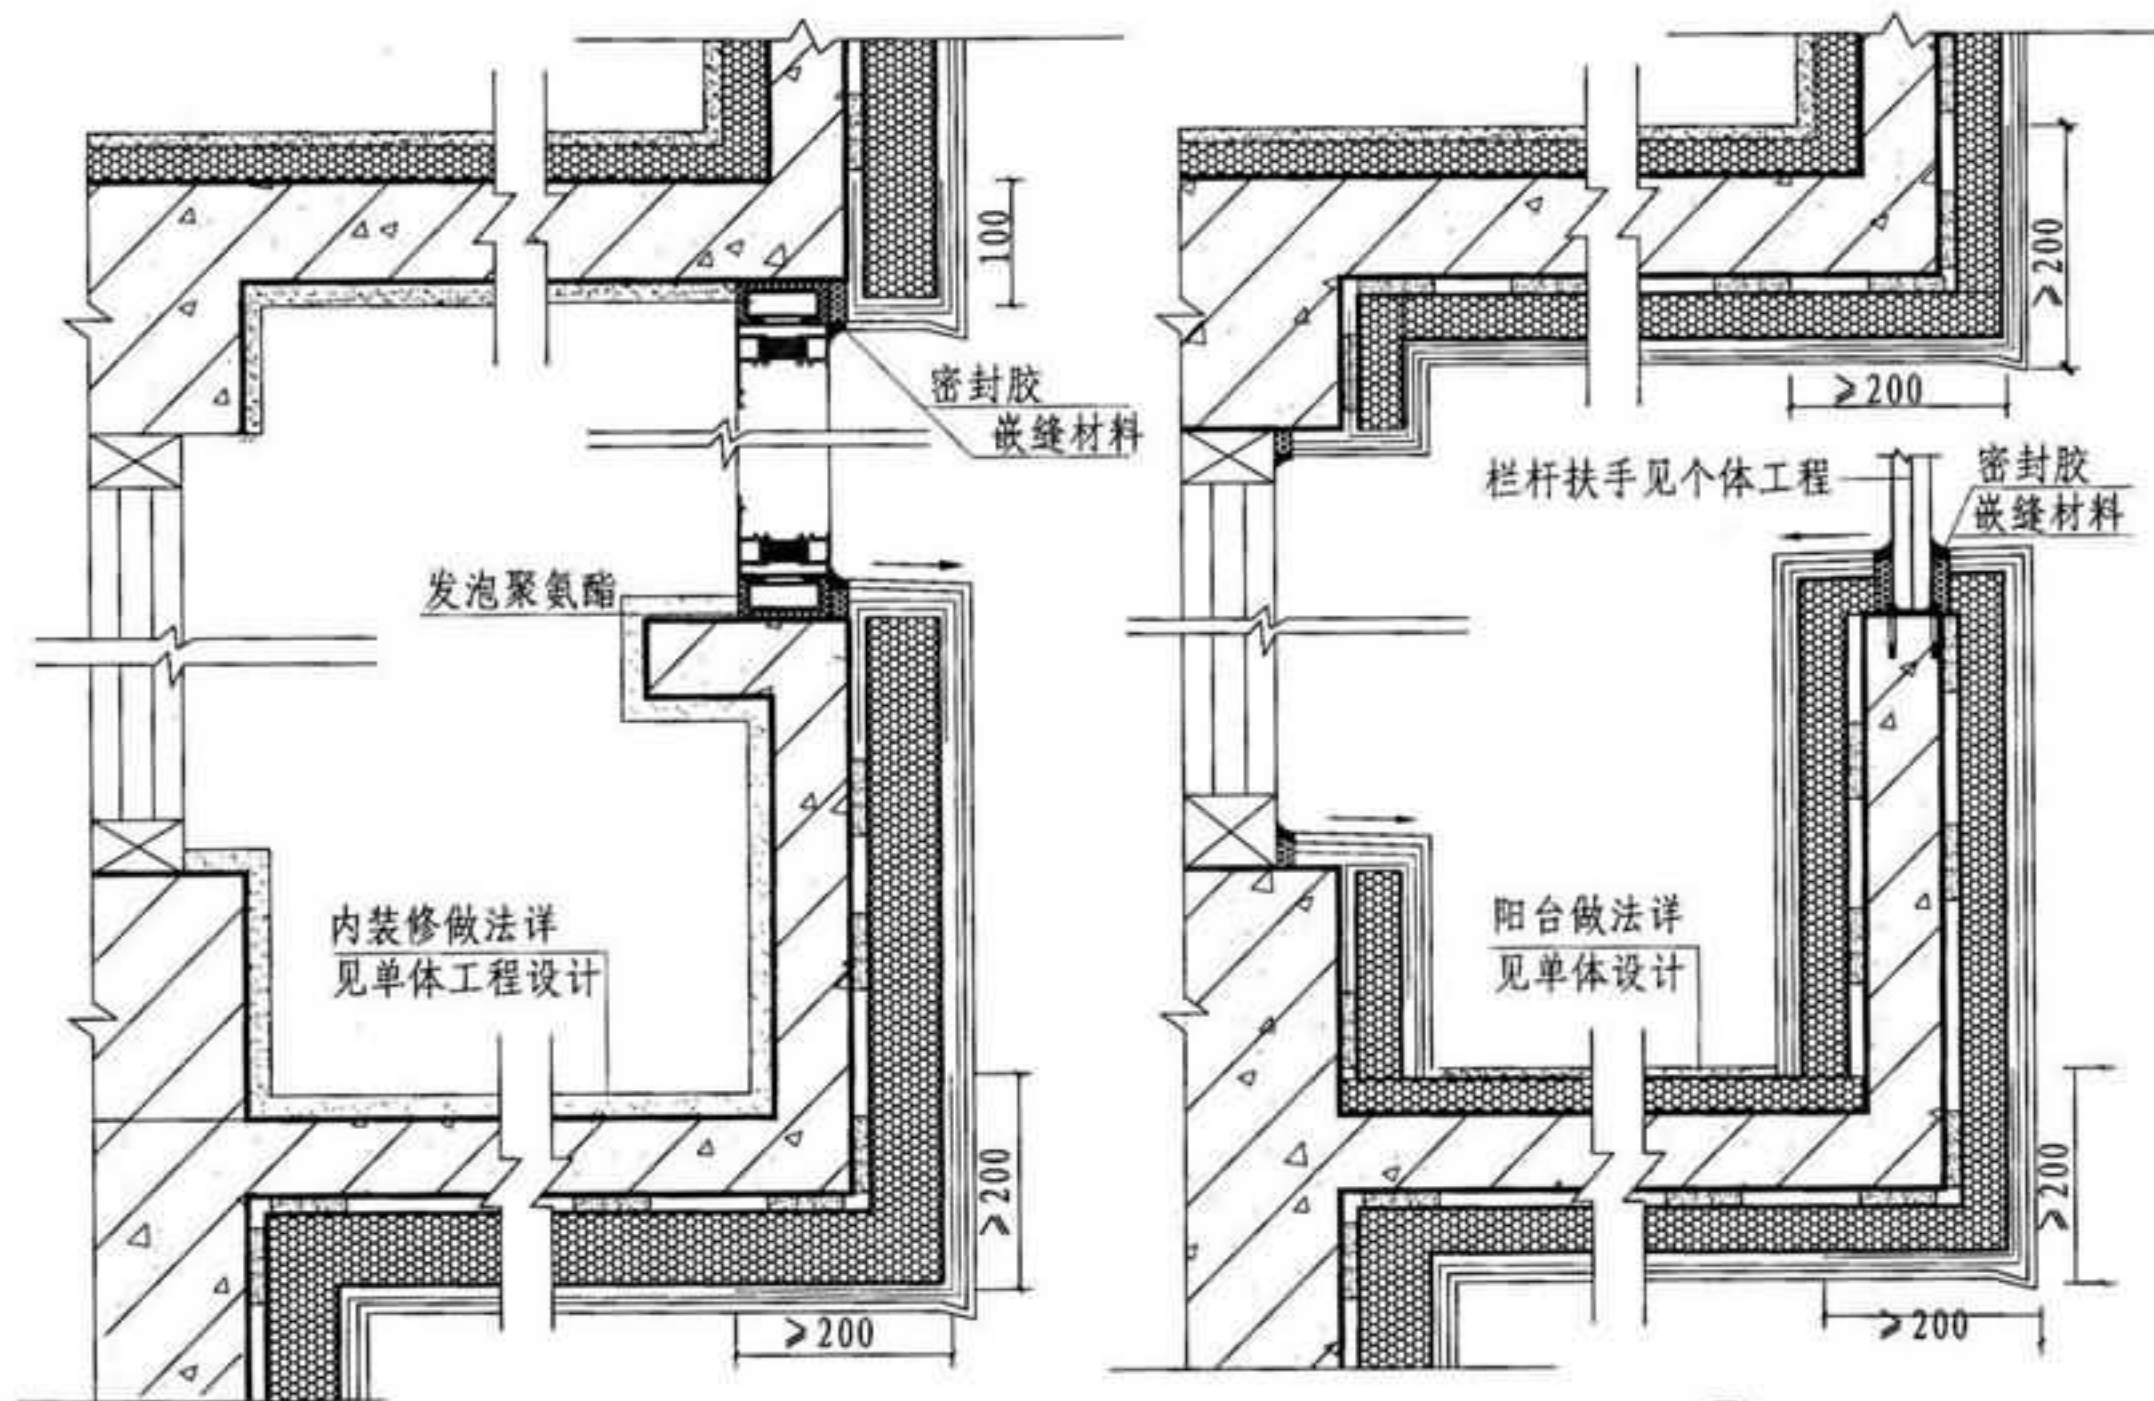 100
密封胶
嵌缝材料
发泡聚氨酯
内装修做法详
见单体工程设计
≥200
≥200
≥200
≥200
栏杆扶手见个体工程
密封胶
嵌缝材料
阳台做法详
见单体设计
≥200
≥200